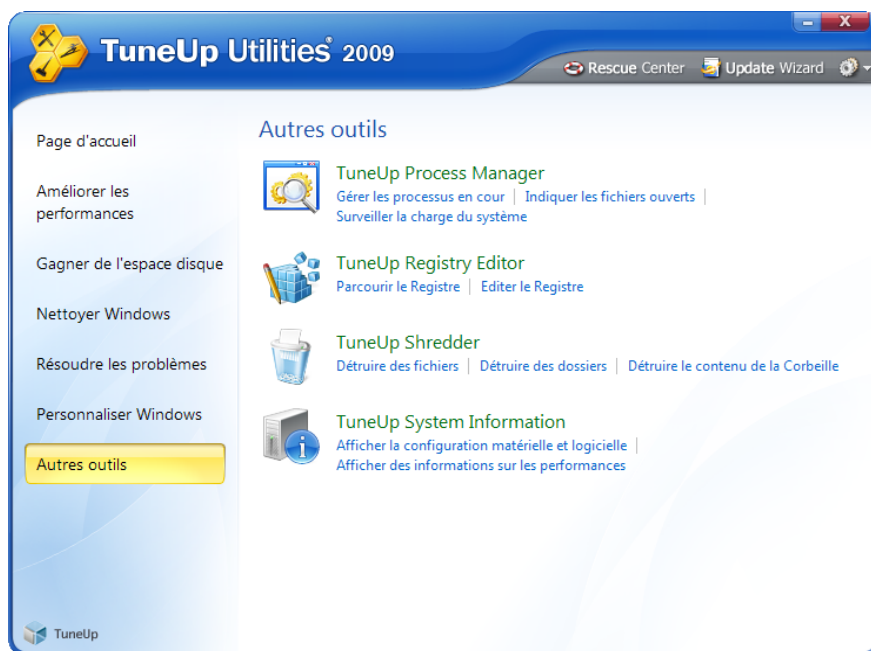 TuneUp Utilities® 2009
Rescue Center
Update Wizard
Page d'accueil
Améliorer les
performances
Gagner de l'espace disque
Nettoyer Windows
Résoudre les problèmes
Personnaliser Windows
Autres outils
TuneUp
Autres outils
TuneUp Process Manager
Gérer les processus en cour | Indiquer les fichiers ouverts |
Surveiller la charge du système
TuneUp Registry Editor
Parcourir le Registre | Editer le Registre
TuneUp Shredder
Détruire des fichiers | Détruire des dossiers | Détruire le contenu de la Corbeille
TuneUp System Information
Afficher la configuration matérielle et logicielle |
Afficher des informations sur les performances